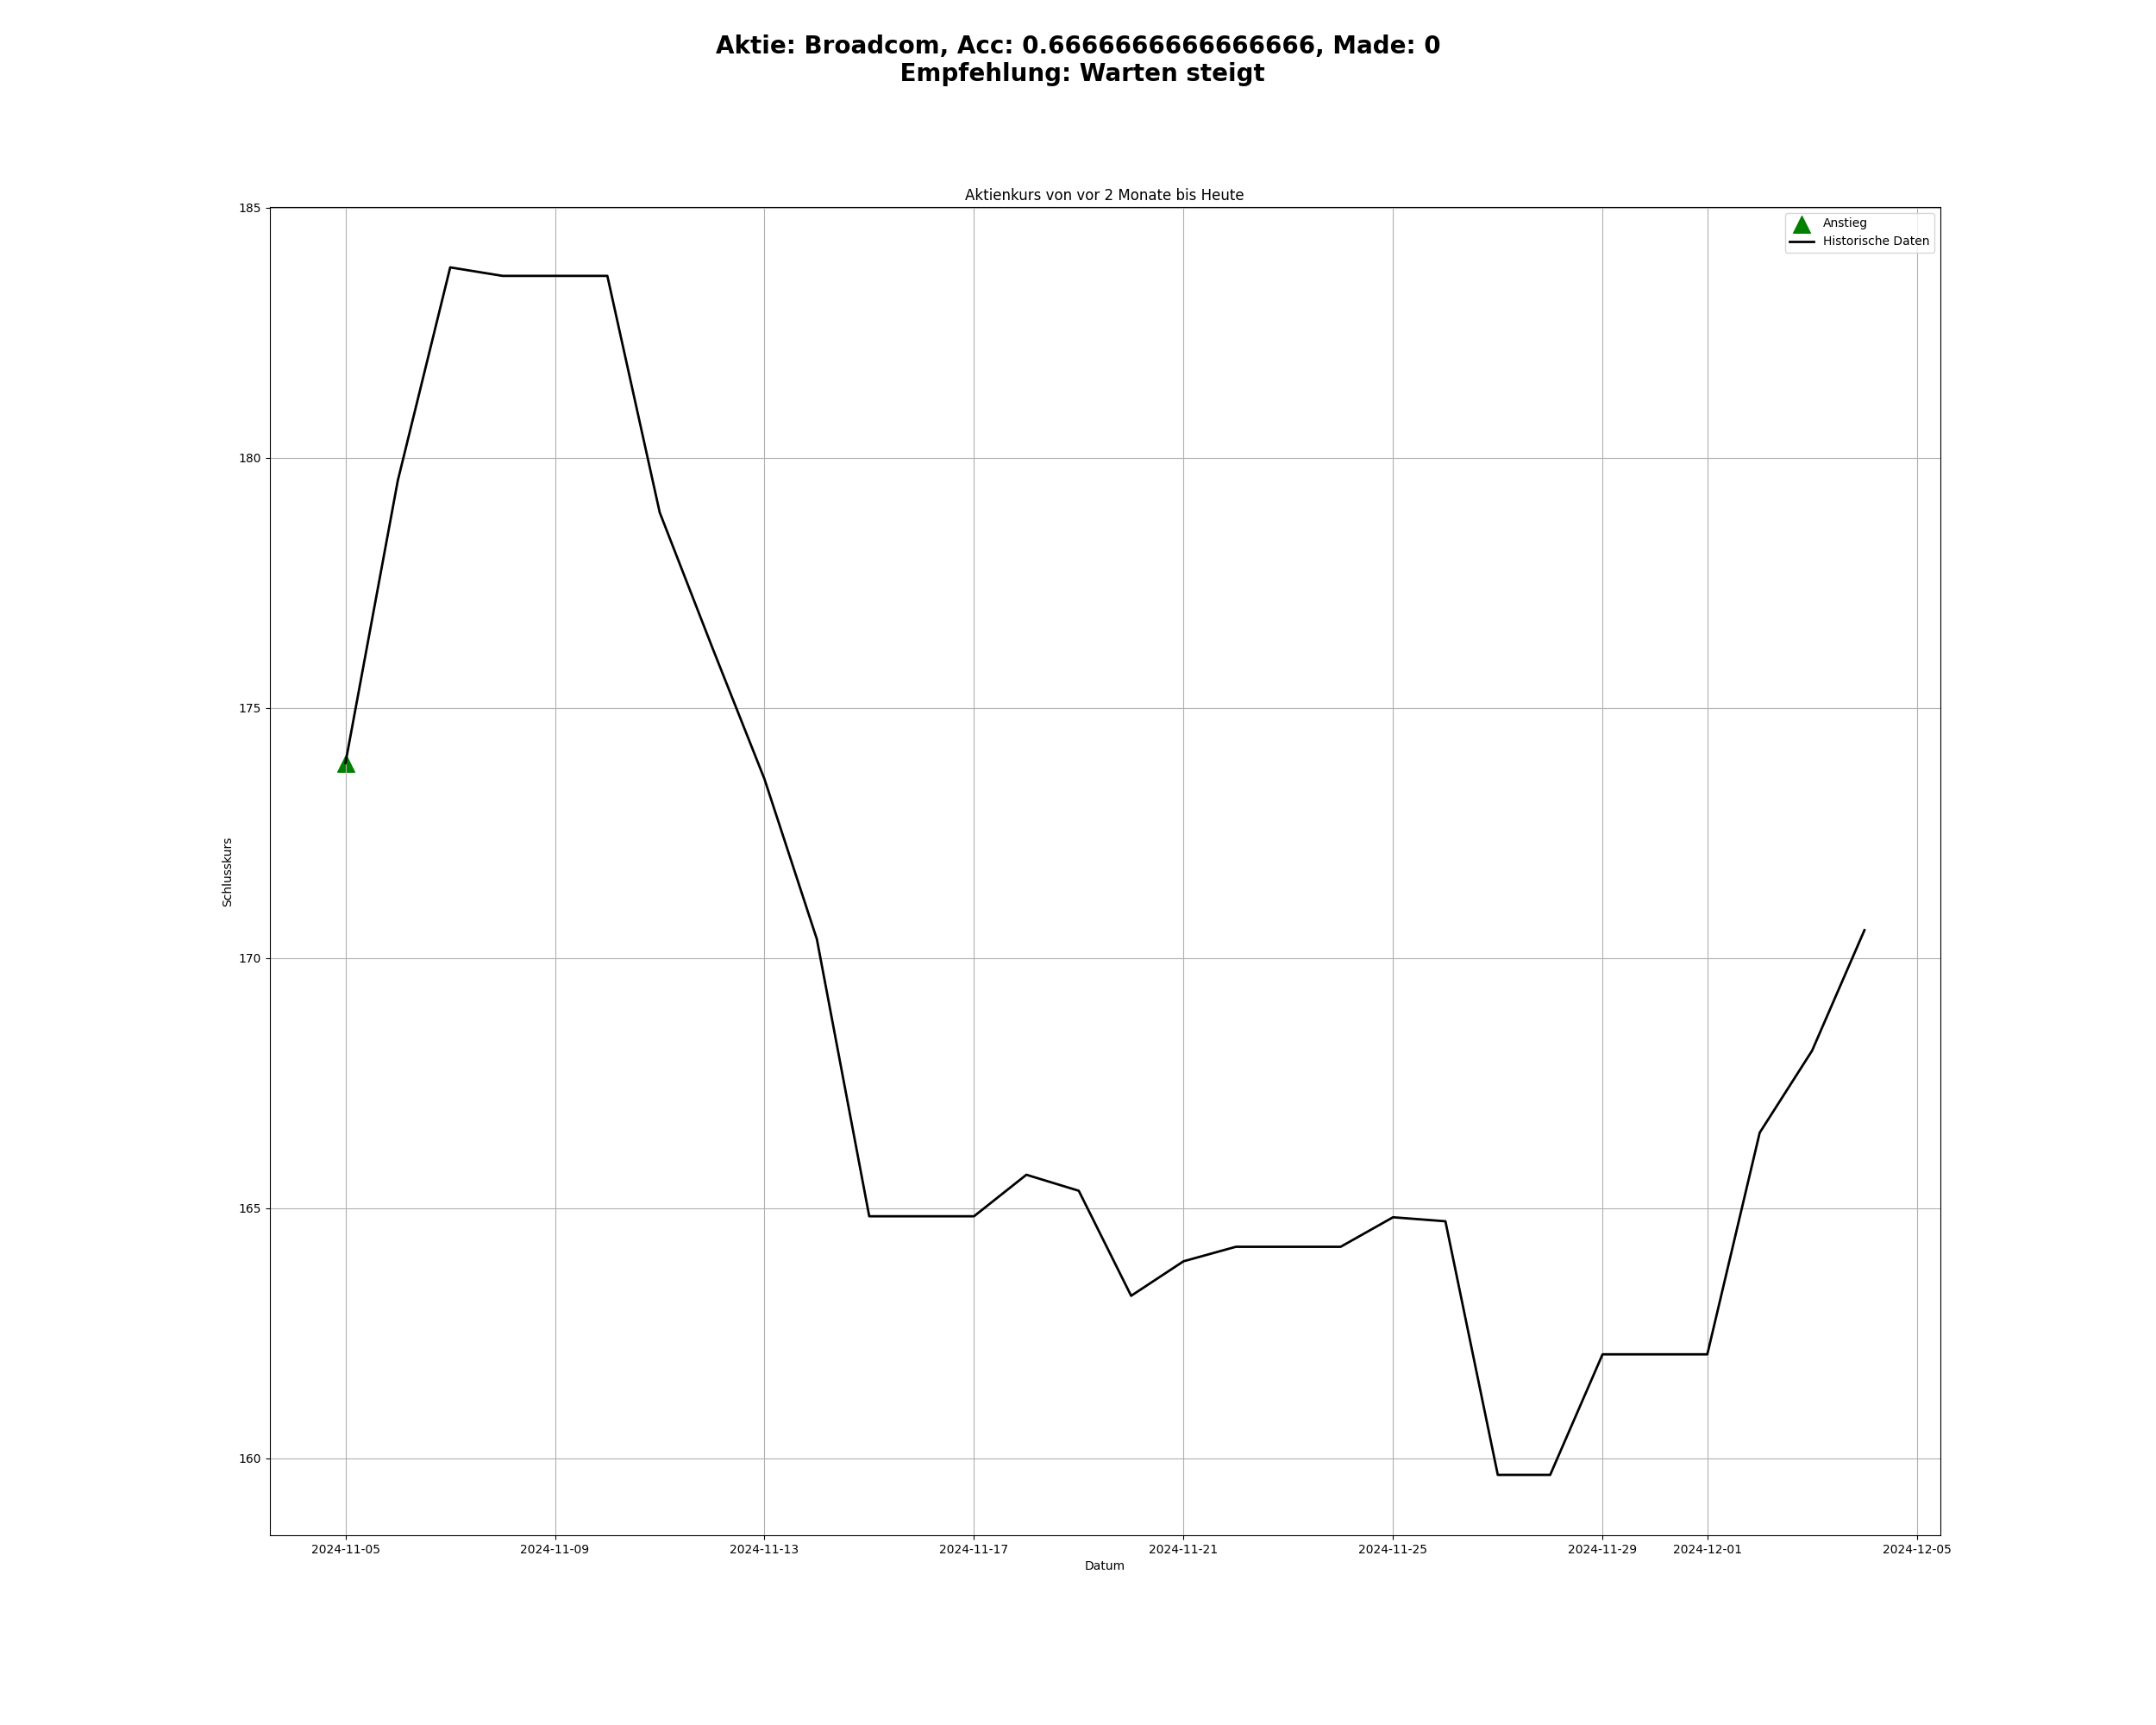 Aktie: Broadcom, Acc: 0.6666666666666666, Made: 0
Empfehlung: Warten steigt
Aktienkurs von vor 2 Monate bis Heute
Anstieg
Historische Daten
185
180
175
170
165
160
Schlusskurs
2024-11-05
2024-11-09
2024-11-13
2024-11-17
2024-11-21
2024-11-25
2024-11-29
2024-12-01
2024-12-05
Datum